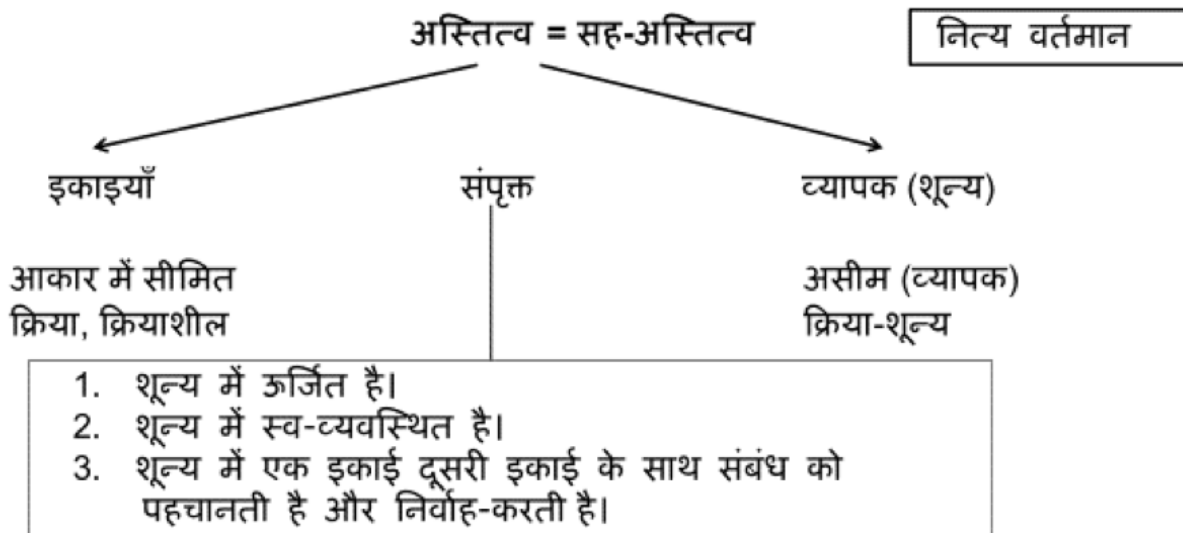 अस्तित्व = सह-अस्तित्व
नित्य वर्तमान
इकाइयाँ
संपृक्त
व्यापक (शून्य)
आकार में सीमित
क्रिया, क्रियाशील
असीम (व्यापक)
क्रिया-शून्य
1. शून्य में ऊर्जित है।
2. शून्य में स्व-व्यवस्थित है।
3. शून्य में एक इकाई दूसरी इकाई के साथ संबंध को
पहचानती है और निर्वाह-करती है।